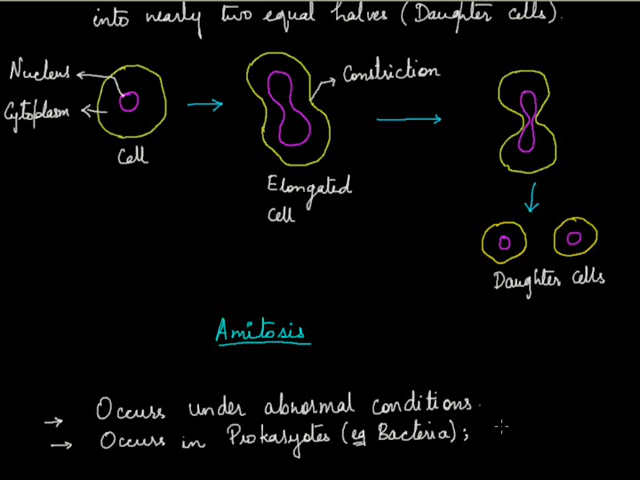 into nearly two equal halves (Daughter cells).
Nucleus
Constriction
Cytoplasm
Cell
Elongated
Cell
Daughter Cells
Amitosis
→ Occurs under abnormal conditions.
→ Occurs in Prokaryotes (eg Bacteria);